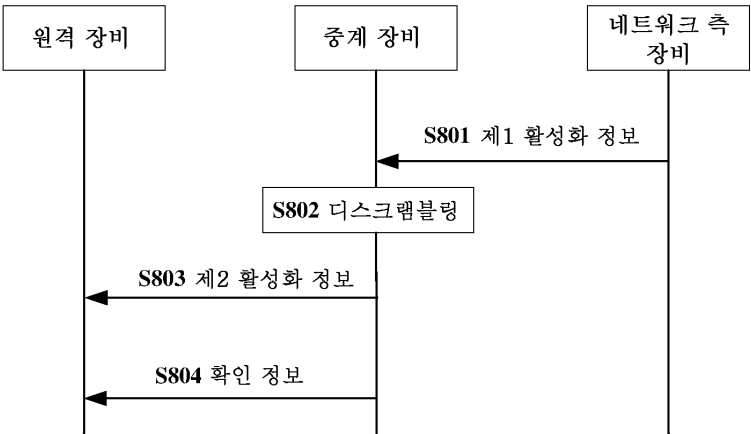 원격 장비
중계 장비
네트워크 측
장비
S801 제1 활성화 정보
S802 디스크램블링
S803 제2 활성화 정보
S804 확인 정보